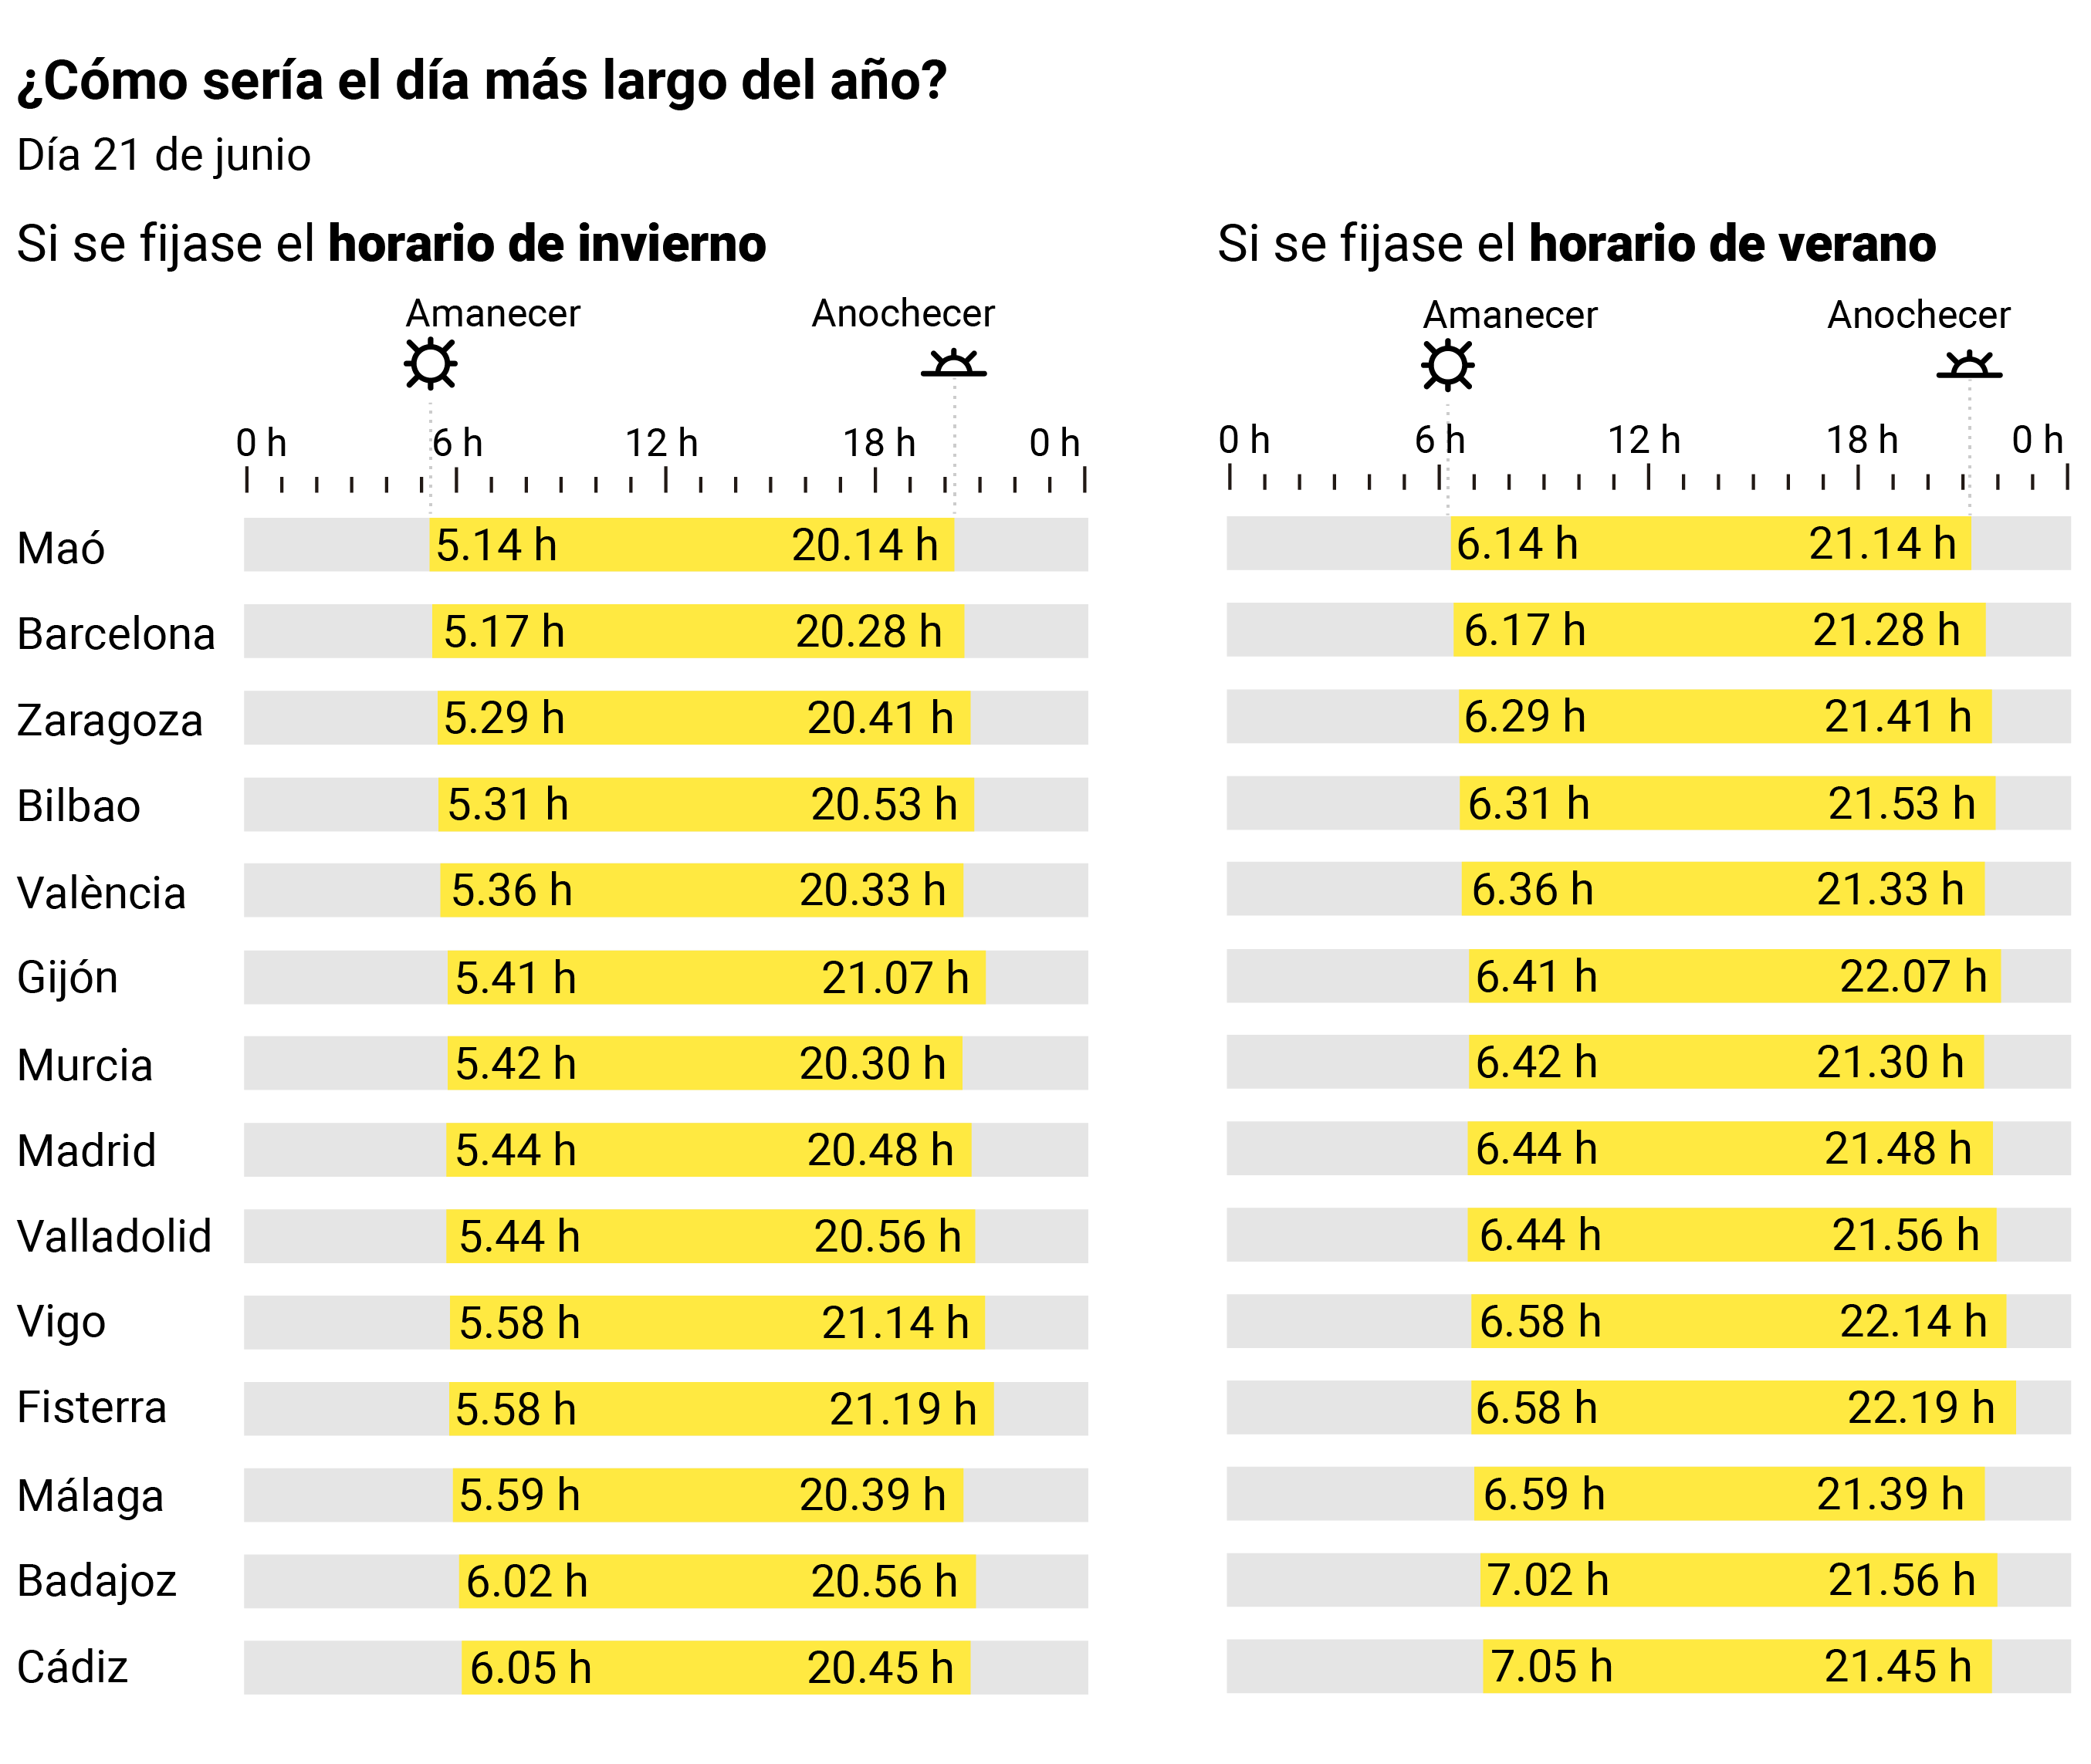 ¿Cómo sería el día más largo del año?
Día 21 de junio
Si se fijase el horario de invierno
Amanecer Anochecer
0 h 6 h 12 h 18 h 0 h
Si se fijase el horario de verano
Amanecer Anochecer
0 h 6 h 12 h 18 h 0 h
Maó 5.14 h 20.14 h 6.14 h 21.14 h
Barcelona 5.17 h 20.28 h 6.17 h 21.28 h
Zaragoza 5.29 h 20.41 h 6.29 h 21.41 h
Bilbao 5.31 h 20.53 h 6.31 h 21.53 h
València 5.36 h 20.33 h 6.36 h 21.33 h
Gijón 5.41 h 21.07 h 6.41 h 22.07 h
Murcia 5.42 h 20.30 h 6.42 h 21.30 h
Madrid 5.44 h 20.48 h 6.44 h 21.48 h
Valladolid 5.44 h 20.56 h 6.44 h 21.56 h
Vigo 5.58 h 21.14 h 6.58 h 22.14 h
Fisterra 5.58 h 21.19 h 6.58 h 22.19 h
Málaga 5.59 h 20.39 h 6.59 h 21.39 h
Badajoz 6.02 h 20.56 h 7.02 h 21.56 h
Cádiz 6.05 h 20.45 h 7.05 h 21.45 h